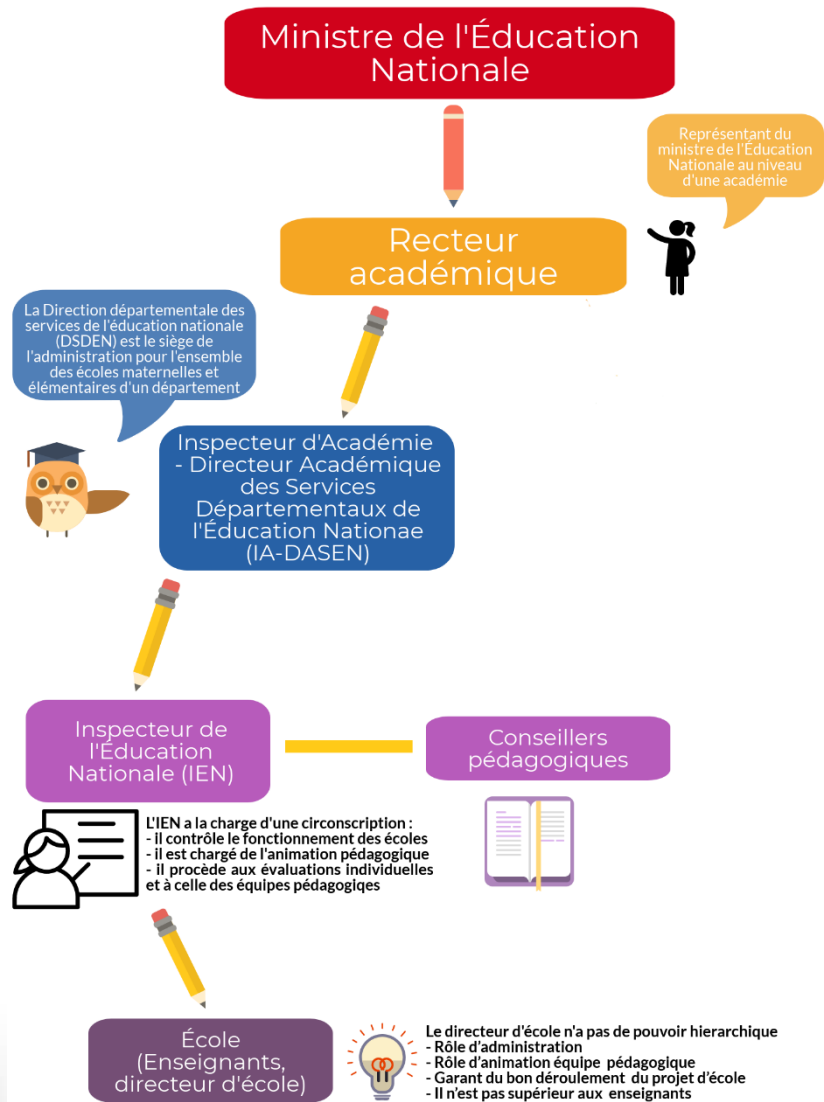 Ministre de l'Éducation
Nationale
Représentant du
ministre de l'Éducation
Nationale au niveau
d'une académie
Recteur
académique
La Direction départementale des
services de l'éducation nationale
(DSDEN) est le siège de
l'administration pour l'ensemble
des écoles maternelles et
élémentaires d'un département
Inspecteur d'Académie
- Directeur Académique
des Services
Départementaux de
l'Éducation Nationae
(IA-DASEN)
Inspecteur de
l'Éducation
Nationale (IEN)
Conseillers
pédagogiques
L'IEN a la charge d'une circonscription :
- il contrôle le fonctionnement des écoles
- il est chargé de l'animation pédagogique
- il procède aux évaluations individuelles
et à celle des équipes pédagogiqes
École
(Enseignants,
directeur d'école)
Le directeur d'école n'a pas de pouvoir hierarchique
- Rôle d'administration
- Rôle d'animation équipe pédagogique
- Garant du bon déroulement du projet d'école
- Il n'est pas supérieur aux enseignants